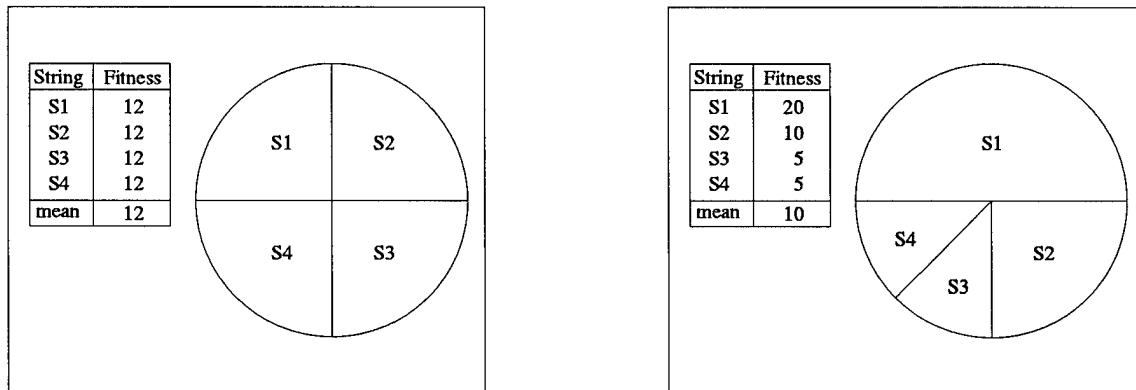 String Fitness
S1 12
S2 12
S3 12
S4 12
mean 12
S1 S2
S4 S3
String Fitness
S1 20
S2 10
S3 5
S4 5
mean 10
S1
S4 S2
S3